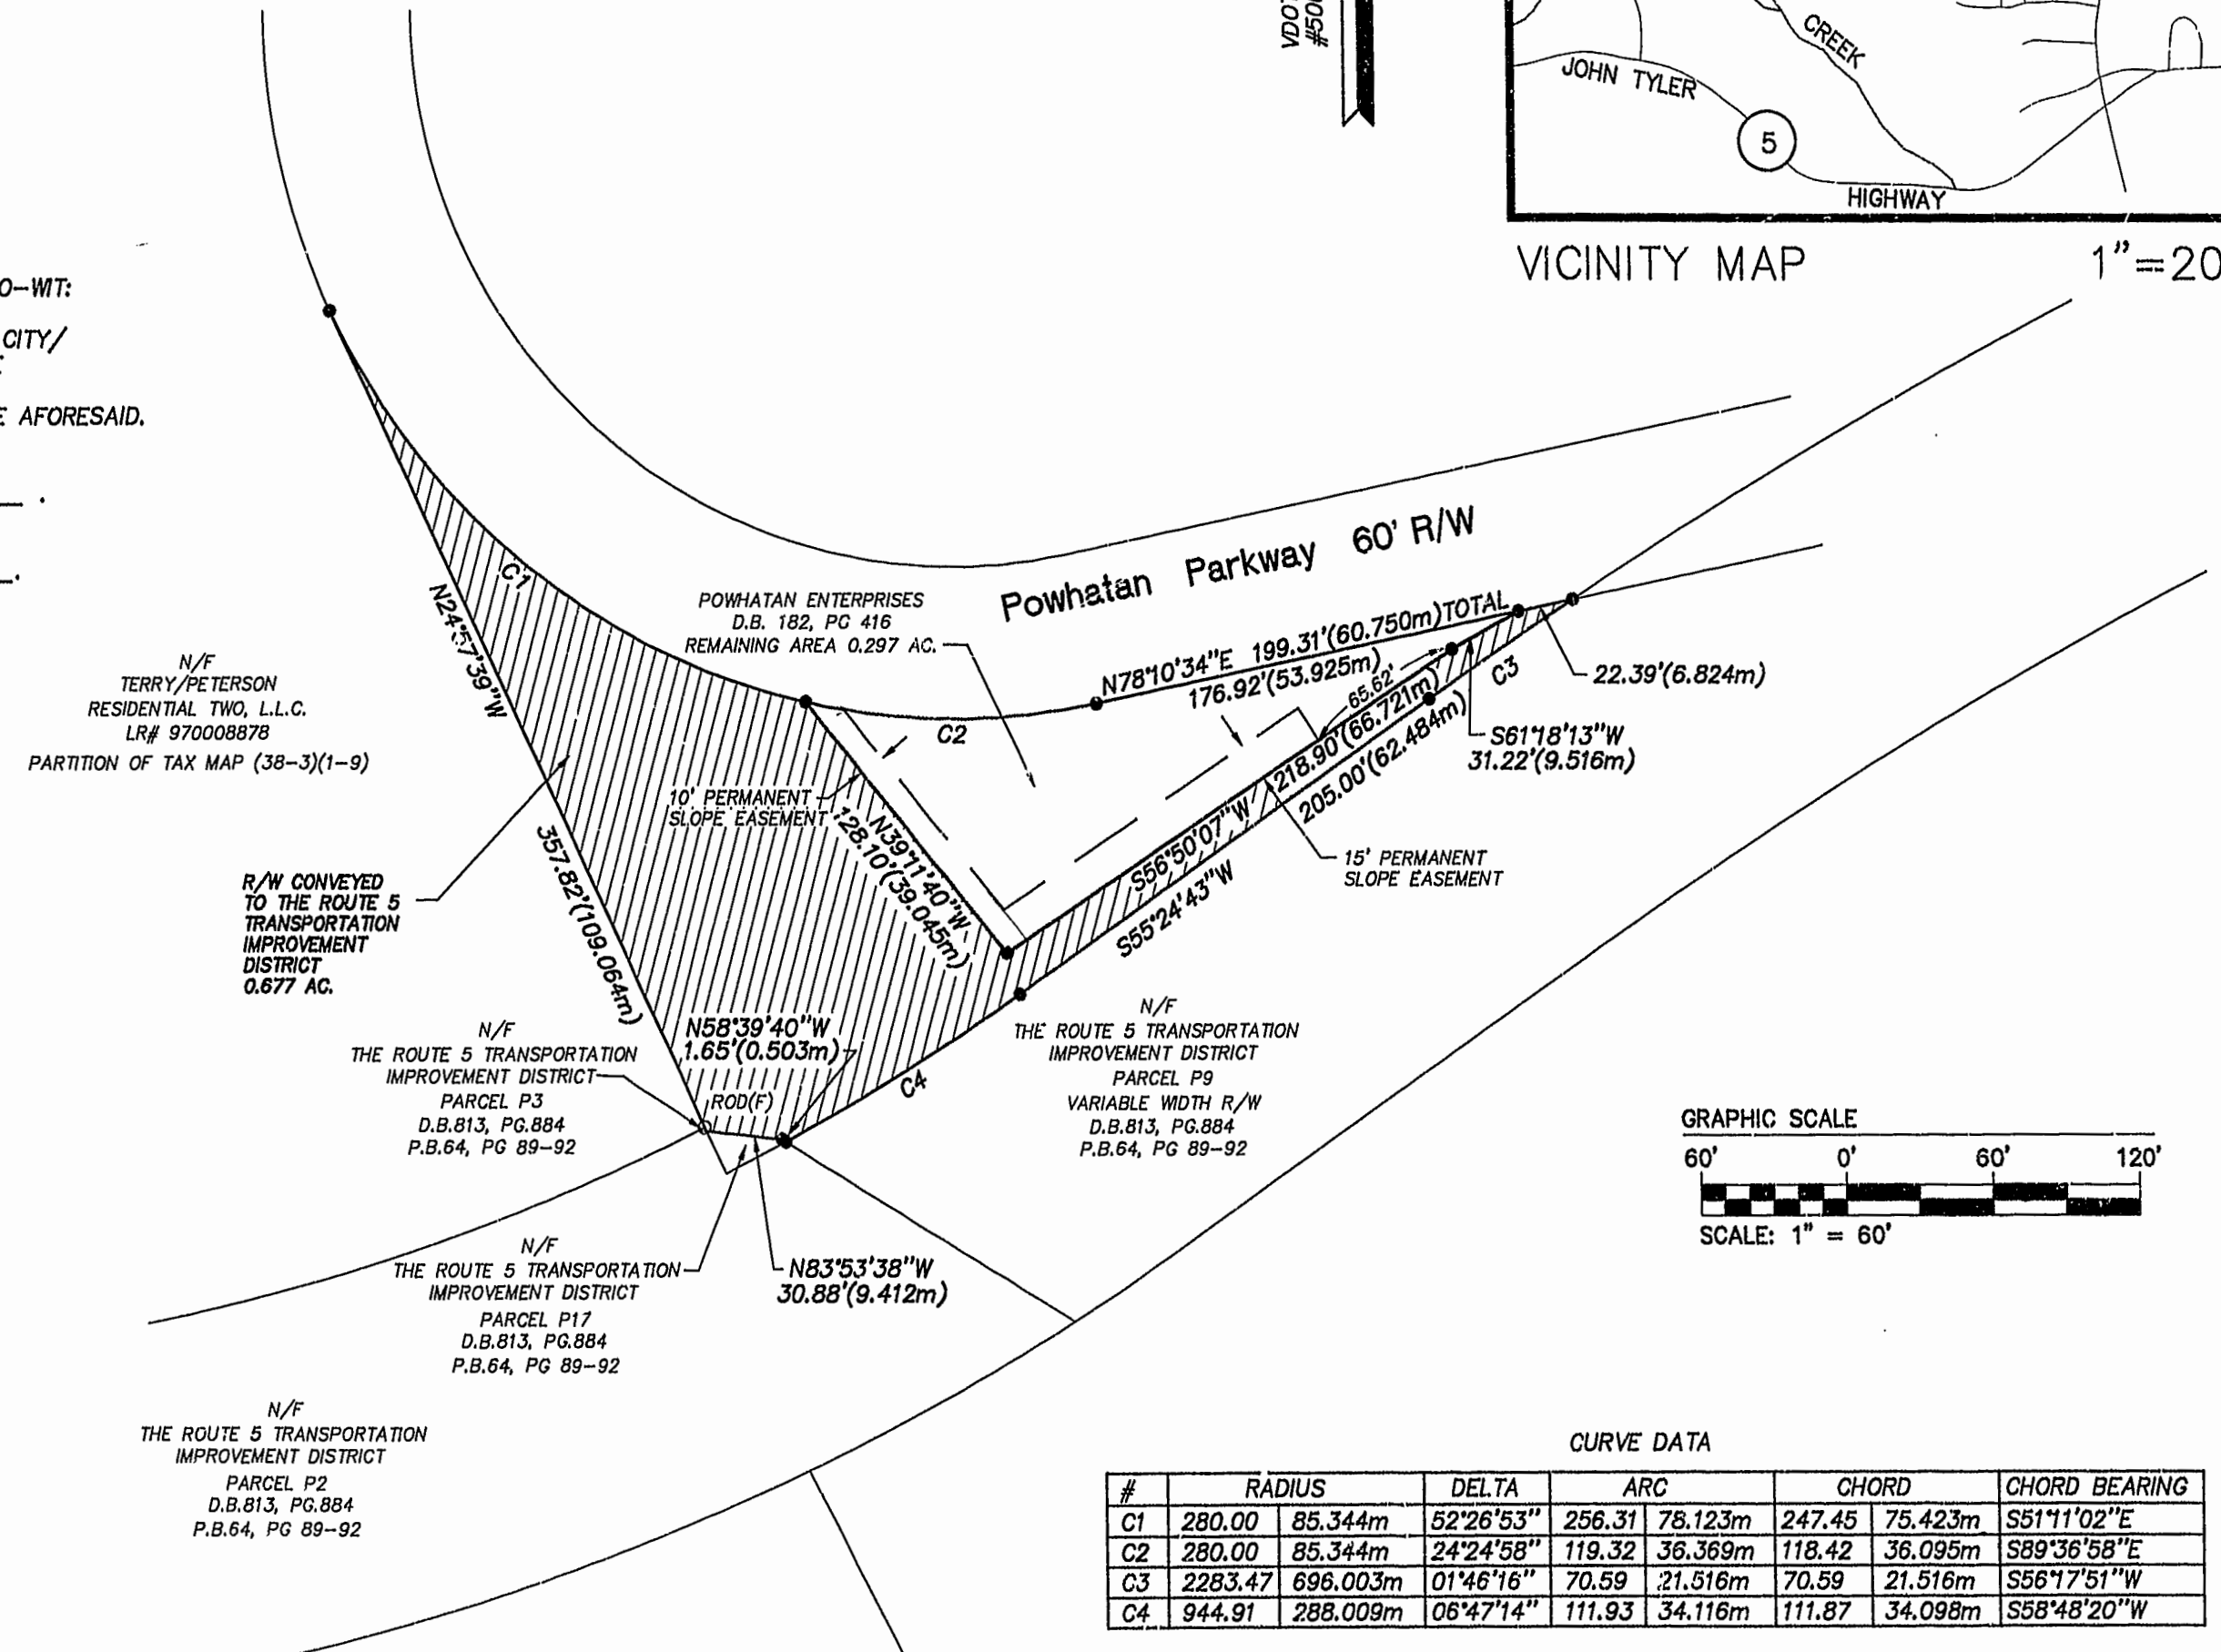 VDOT
CREEK
JOHN TYLER
5
HIGHWAY
VICINITY MAP 1"=20
O-WIT:
CITY/
E AFORESAID.
Powhatan Parkway 60' R/W
C1
N24°57'39"W
357.82'(109.064m)
POWHATAN ENTERPRISES
D.B. 182, PG 416
REMAINING AREA 0.297 AC.
N78°10'34"E 199.31'(60.750m)TOTAL
176.92'(53.925m)
65.62'
C2
C3
22.39'(6.824m)
S61°18'13"W
31.22'(9.516m)
218.90'(66.721m)
205.00'(62.484m)
S56°50'07"W
S55°24'43"W
15' PERMANENT
SLOPE EASEMENT
N/F
TERRY/PETERSON
RESIDENTIAL TWO, L.L.C.
LR# 970008878
PARTITION OF TAX MAP (38-3)(1-9)
10' PERMANENT
SLOPE EASEMENT
N39°11'40"W
128.10'(39.045m)
R/W CONVEYED
TO THE ROUTE 5
TRANSPORTATION
IMPROVEMENT
DISTRICT
0.677 AC.
N58°39'40"W
1.65'(0.503m)
ROD(F)
C4
N/F
THE ROUTE 5 TRANSPORTATION
IMPROVEMENT DISTRICT
PARCEL P3
D.B.813, PG.884
P.B.64, PG 89-92
N/F
THE ROUTE 5 TRANSPORTATION
IMPROVEMENT DISTRICT
PARCEL P9
VARIABLE WIDTH R/W
D.B.813, PG.884
P.B.64, PG 89-92
N/F
THE ROUTE 5 TRANSPORTATION
IMPROVEMENT DISTRICT
PARCEL P17
D.B.813, PG.884
P.B.64, PG 89-92
N83°53'38"W
30.88'(9.412m)
N/F
THE ROUTE 5 TRANSPORTATION
IMPROVEMENT DISTRICT
PARCEL P2
D.B.813, PG.884
P.B.64, PG 89-92
GRAPHIC SCALE
60' 0' 60' 120'
SCALE: 1" = 60'
CURVE DATA
# RADIUS DELTA ARC CHORD CHORD BEARING
C1 280.00 85.344m 52°26'53" 256.31 78.123m 247.45 75.423m S51°11'02"E
C2 280.00 85.344m 24°24'58" 119.32 36.369m 118.42 36.095m S89°36'58"E
C3 2283.47 696.003m 01°46'16" 70.59 21.516m 70.59 21.516m S56°17'51"W
C4 944.91 288.009m 06°47'14" 111.93 34.116m 111.87 34.098m S58°48'20"W